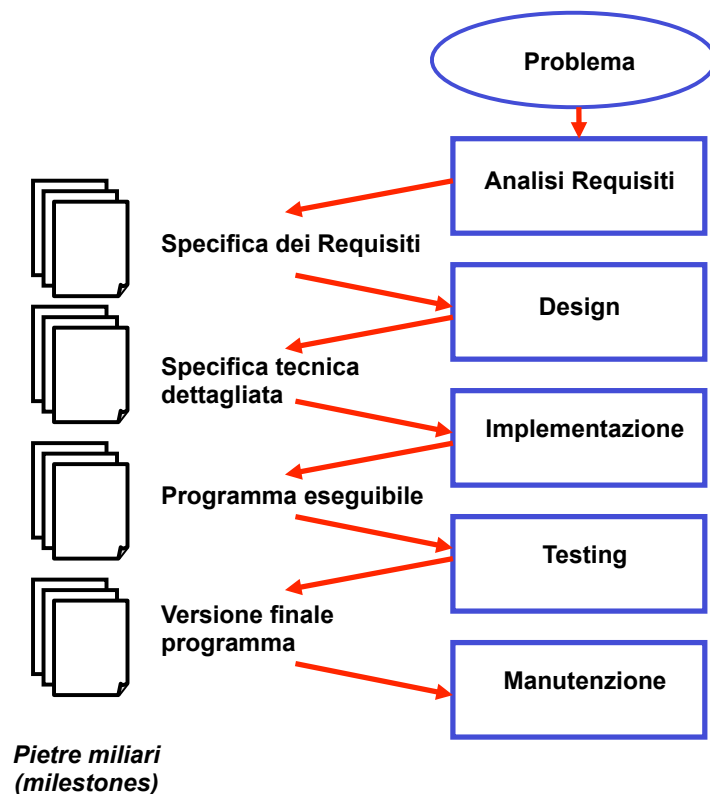 Problema
Analisi Requisiti
Specifica dei Requisiti
Design
Specifica tecnica
dettagliata
Implementazione
Programma eseguibile
Testing
Versione finale
programma
Manutenzione
Pietre miliari
(milestones)